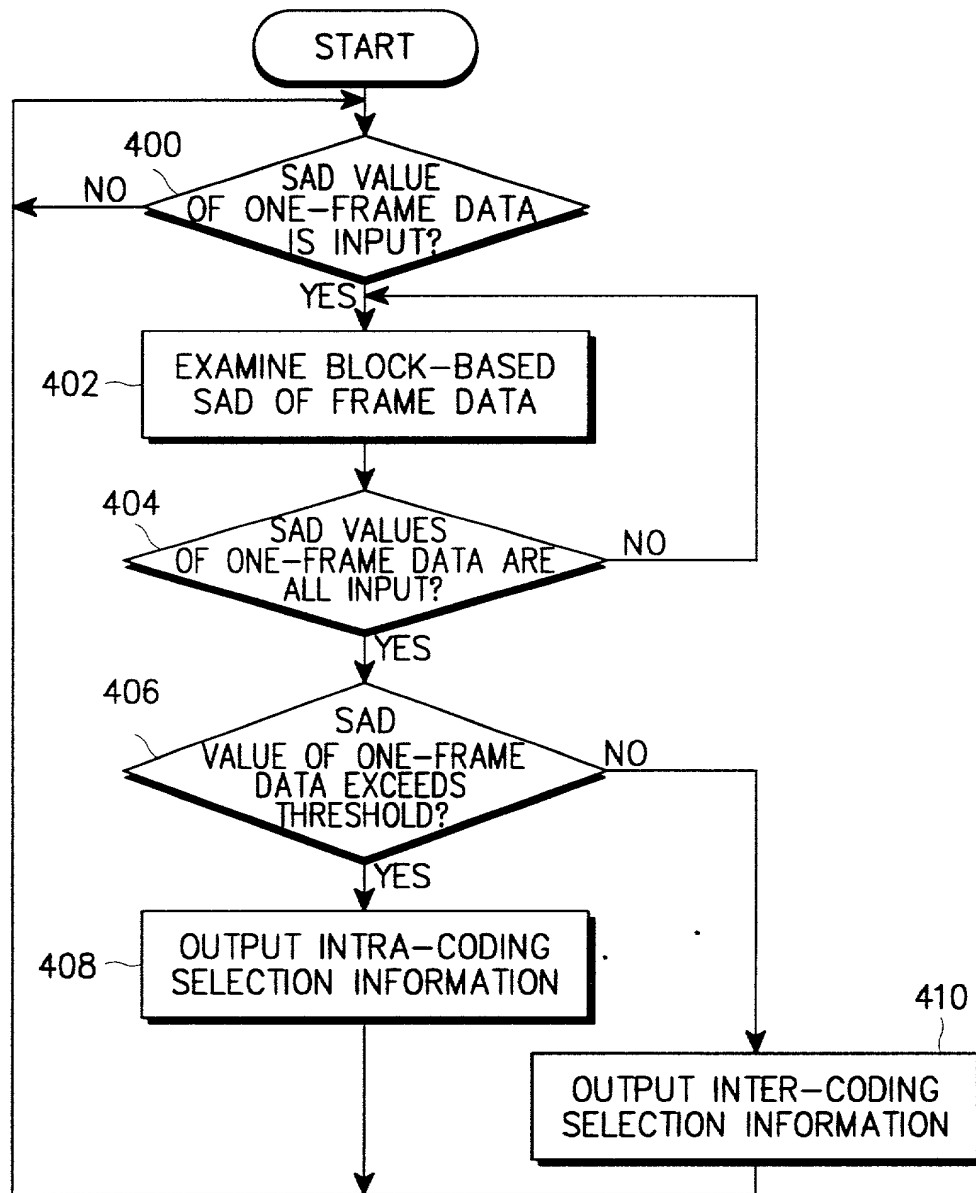 START
400
NO
SAD VALUE
OF ONE-FRAME DATA
IS INPUT?
YES
402
EXAMINE BLOCK-BASED
SAD OF FRAME DATA
404
SAD VALUES
OF ONE-FRAME DATA ARE
ALL INPUT?
NO
YES
406
SAD
VALUE OF ONE-FRAME
DATA EXCEEDS
THRESHOLD?
NO
YES
408
OUTPUT INTRA-CODING
SELECTION INFORMATION
410
OUTPUT INTER-CODING
SELECTION INFORMATION